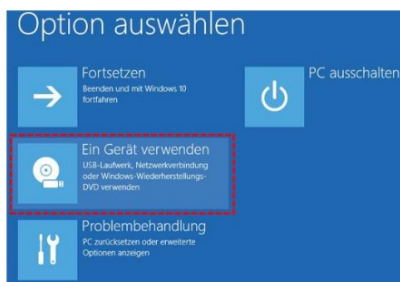 Option auswählen
Fortsetzen
Beenden und mit Windows 10
fortfahren
PC ausschalten
Ein Gerät verwenden
USB-Laufwerk, Netzwerkverbindung
oder Windows-Wiederherstellungs-
DVD verwenden
Problembehandlung
PC zurücksetzen oder erweiterte
Optionen anzeigen